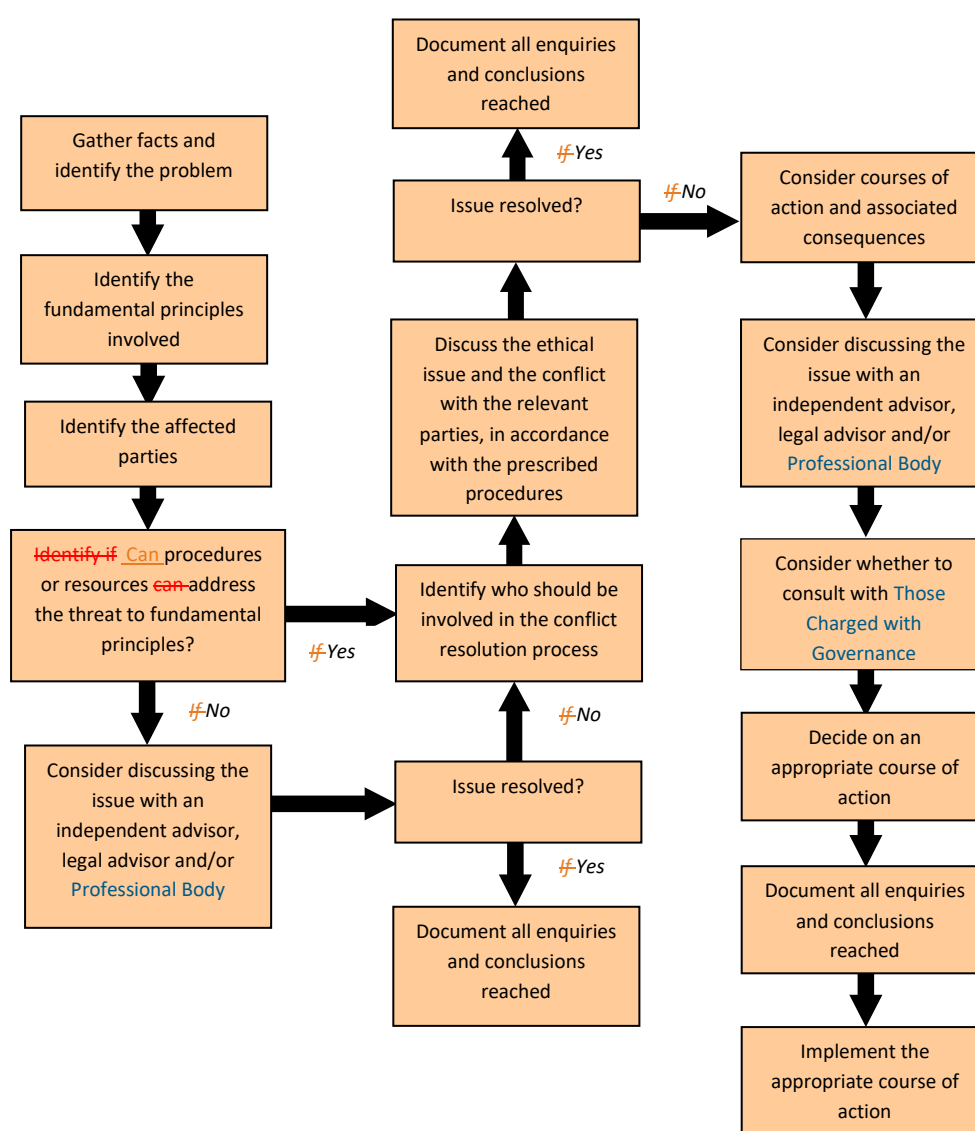 Gather facts and
identify the problem
Identify the
fundamental principles
involved
Identify the affected
parties
Identify if Can procedures
or resources can address
the threat to fundamental
principles?
If Yes
If No
Consider discussing the
issue with an
independent advisor,
legal advisor and/or
Professional Body
Document all enquiries
and conclusions
reached
If Yes
Issue resolved?
If No
Discuss the ethical
issue and the conflict
with the relevant
parties, in accordance
with the prescribed
procedures
Identify who should be
involved in the conflict
resolution process
If No
Issue resolved?
If Yes
Document all enquiries
and conclusions
reached
Consider courses of
action and associated
consequences
Consider discussing the
issue with an
independent advisor,
legal advisor and/or
Professional Body
Consider whether to
consult with Those
Charged with
Governance
Decide on an
appropriate course of
action
Document all enquiries
and conclusions
reached
Implement the
appropriate course of
action